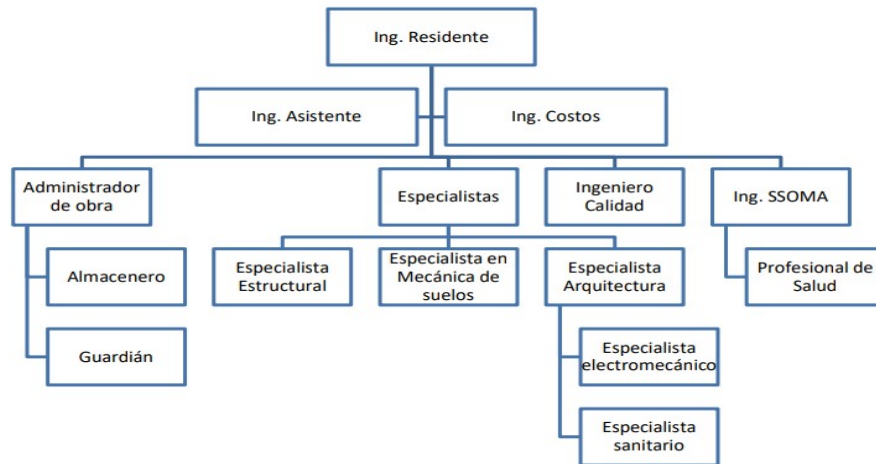 Ing. Residente
Ing. Asistente
Ing. Costos
Administrador
de obra
Especialistas
Ingeniero
Calidad
Ing. SSOMA
Almacenero
Especialista
Estructural
Especialista en
Mecánica de
suelos
Especialista
Arquitectura
Profesional de
Salud
Guardián
Especialista
electromecánico
Especialista
sanitario